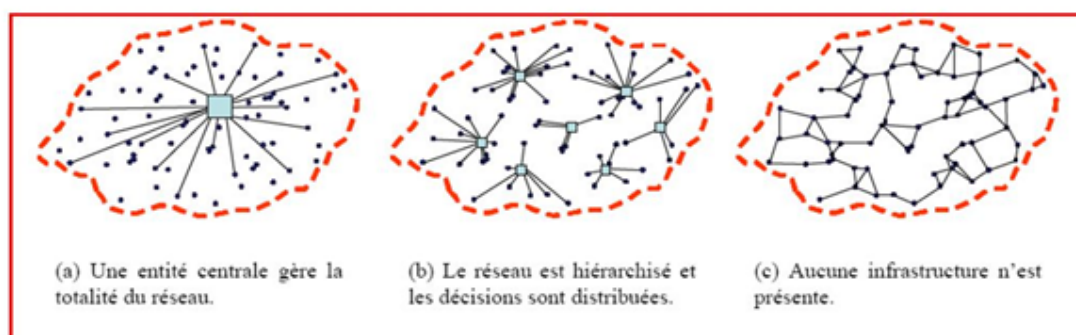 (a) Une entité centrale gère la
totalité du réseau.
(b) Le réseau est hiérarchisé et
les décisions sont distribuées.
(c) Aucune infrastructure n'est
présente.